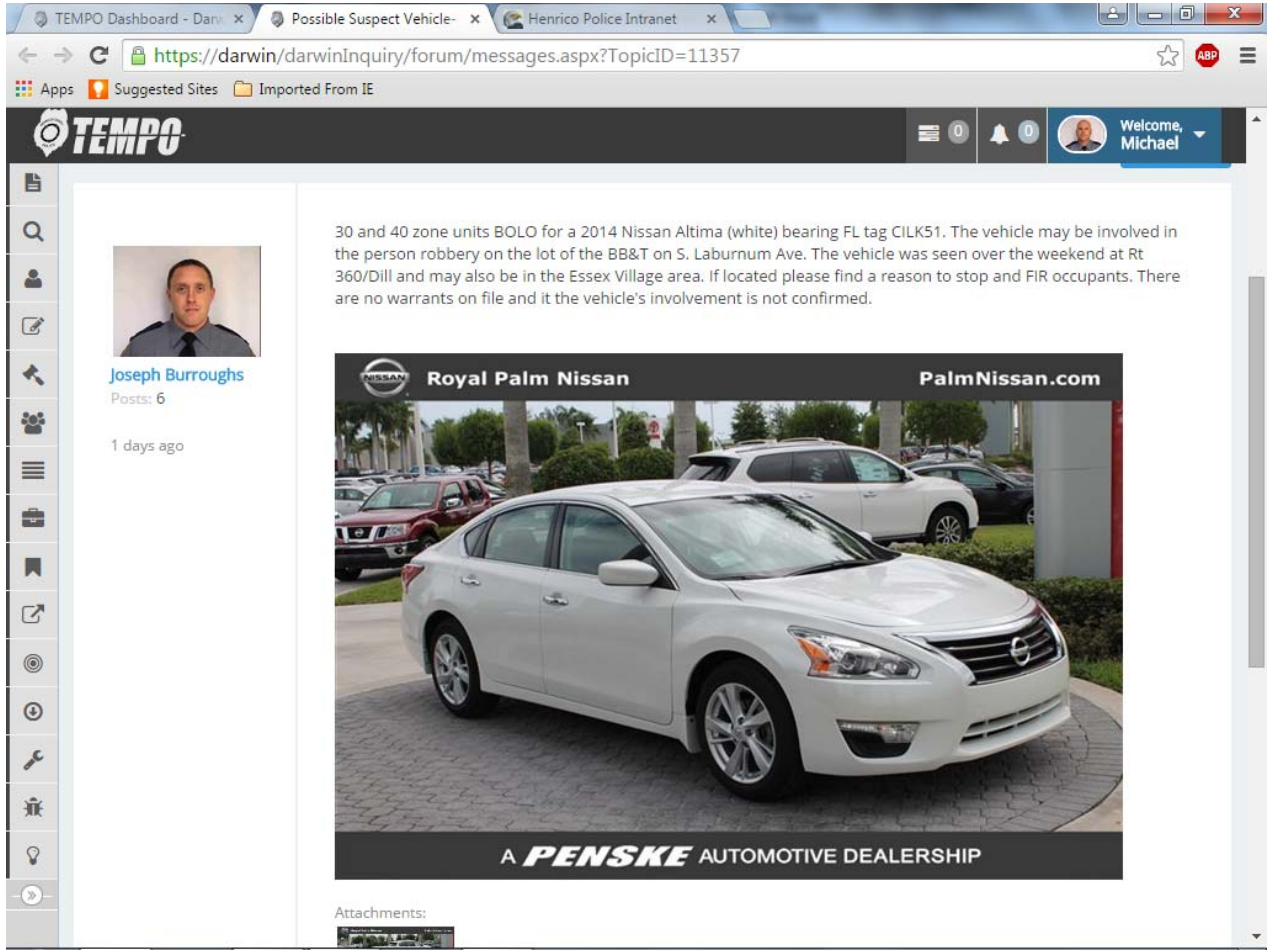 TEMPO Dashboard - Darw
Possible Suspect Vehicle-
Henrico Police Intranet
https://darwin/darwinInquiry/forum/messages.aspx?TopicID=11357
ABP
Apps Suggested Sites Imported From IE
TEMPO
0 0 Welcome, Michael
30 and 40 zone units BOLO for a 2014 Nissan Altima (white) bearing FL tag CILK51. The vehicle may be involved in
the person robbery on the lot of the BB&T on S. Laburnum Ave. The vehicle was seen over the weekend at Rt
360/Dill and may also be in the Essex Village area. If located please find a reason to stop and FIR occupants. There
are no warrants on file and it the vehicle's involvement is not confirmed.
Joseph Burroughs
Posts: 6
1 days ago
NISSAN Royal Palm Nissan PalmNissan.com
A PENSKE AUTOMOTIVE DEALERSHIP
Attachments: